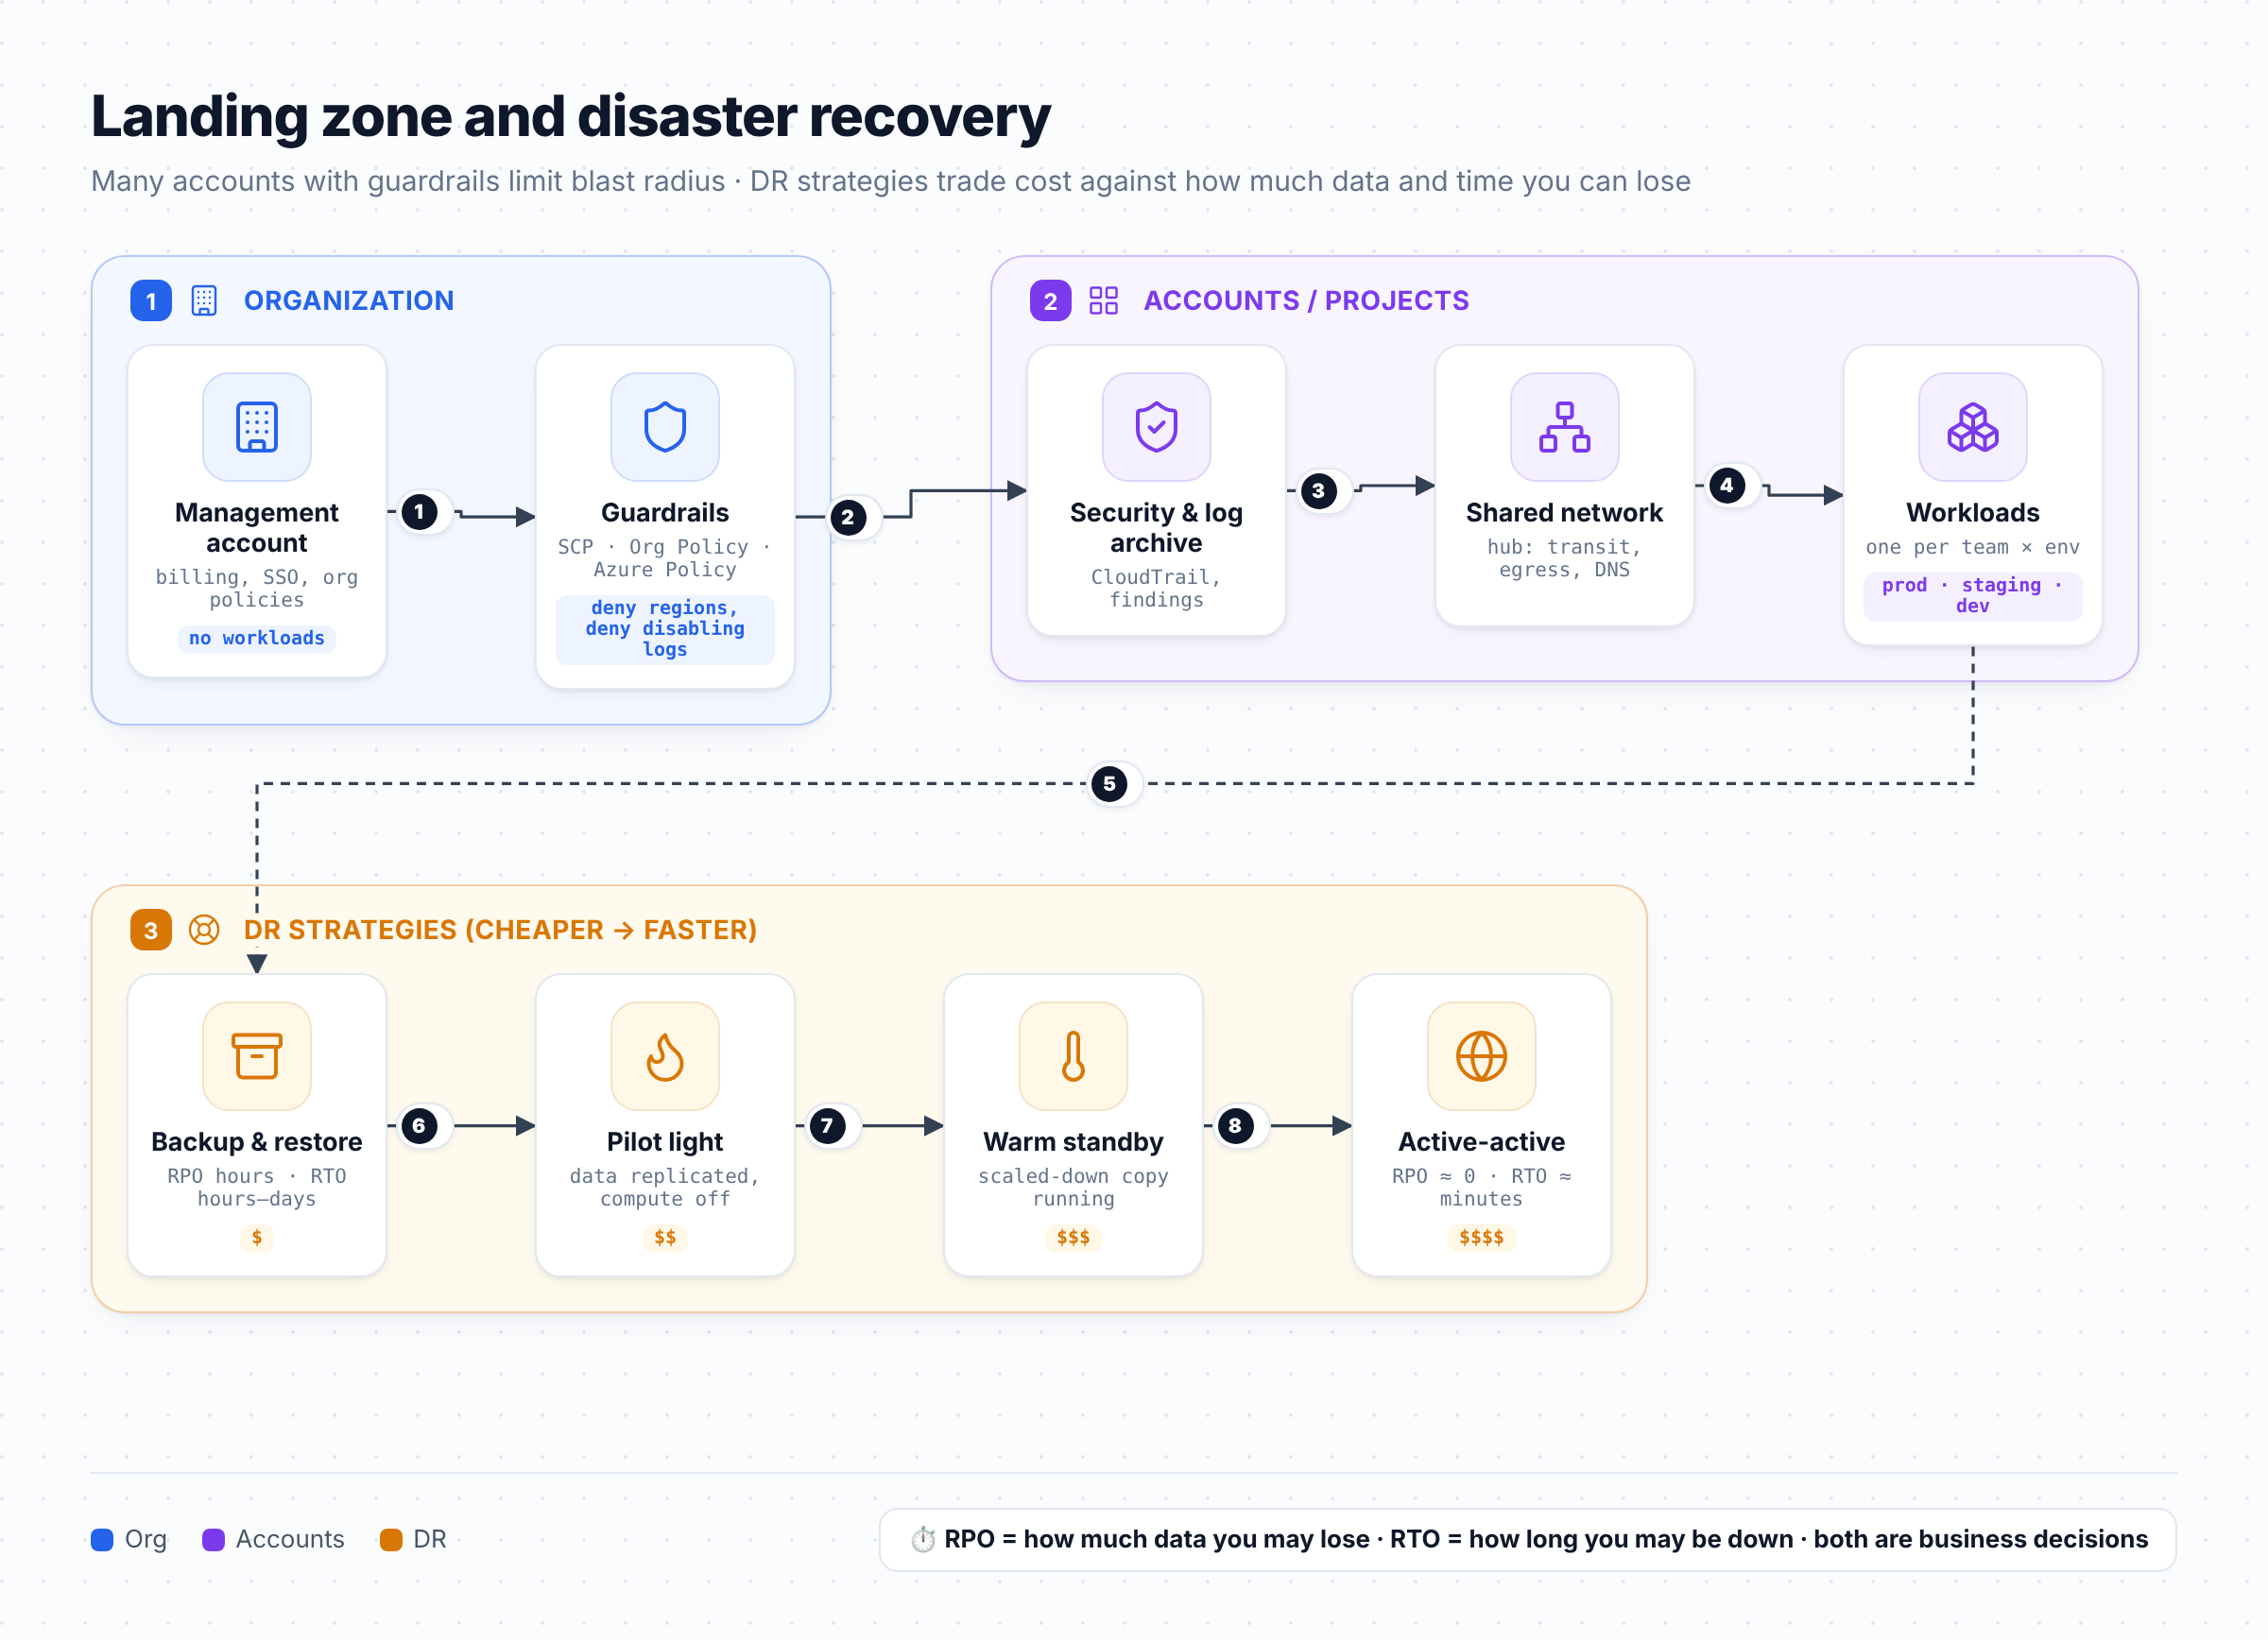 Landing zone and disaster recovery
Many accounts with guardrails limit blast radius · DR strategies trade cost against how much data and time you can lose
1 ORGANIZATION
Management
account
billing, SSO, org
policies
no workloads
1
Guardrails
SCP · Org Policy ·
Azure Policy
deny regions,
deny disabling
logs
2
2 ACCOUNTS / PROJECTS
Security & log
archive
CloudTrail,
findings
3
Shared network
hub: transit,
egress, DNS
4
Workloads
one per team × env
prod · staging ·
dev
5
3 DR STRATEGIES (CHEAPER → FASTER)
Backup & restore
RPO hours · RTO
hours–days
$
6
Pilot light
data replicated,
compute off
$$
7
Warm standby
scaled-down copy
running
$$$
8
Active-active
RPO ≈ 0 · RTO ≈
minutes
$$$$
Org
Accounts
DR
⏱️ RPO = how much data you may lose · RTO = how long you may be down · both are business decisions